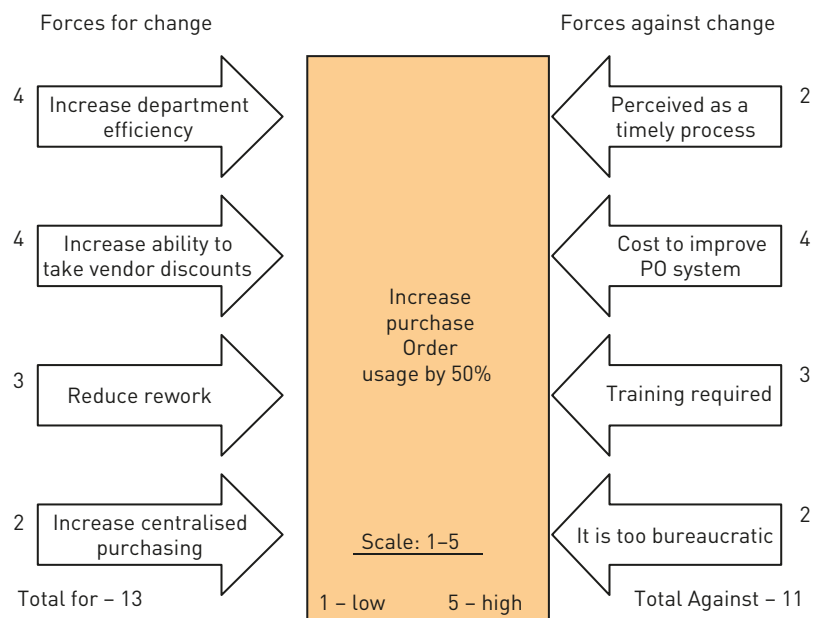 Forces for change
Forces against change
4
Increase department
efficiency
Perceived as a
timely process
2
4
Increase ability to
take vendor discounts
Cost to improve
PO system
4
Increase
purchase
Order
usage by 50%
3
Reduce rework
Training required
3
2
Increase centralised
purchasing
Scale: 1–5
It is too bureaucratic
2
Total for – 13
1 – low 5 – high
Total Against – 11